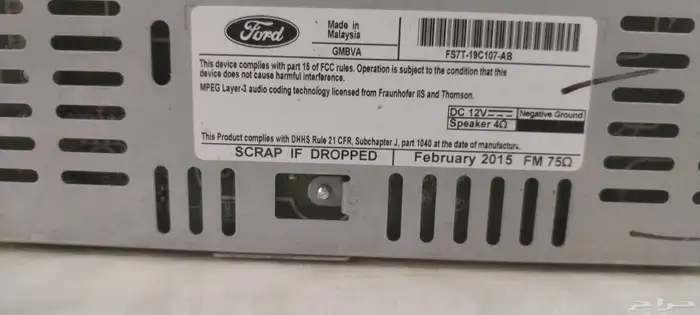 Ford
Made in
Malaysia
GMBVA
FS7T-19C107-AB
This device complies with part 15 of FCC rules. Operation is subject to the condition that this
device does not cause harmful interference.
MPEG Layer-3 audio coding technology licensed from Fraunhofer IIS and Thomson.
DC 12V Negative Ground
Speaker 4Ω
This Product complies with DHHS Rule 21 CFR, Subchapter J, part 1040 at the date of manufacture.
SCRAP IF DROPPED February 2015 FM 75Ω
حراج